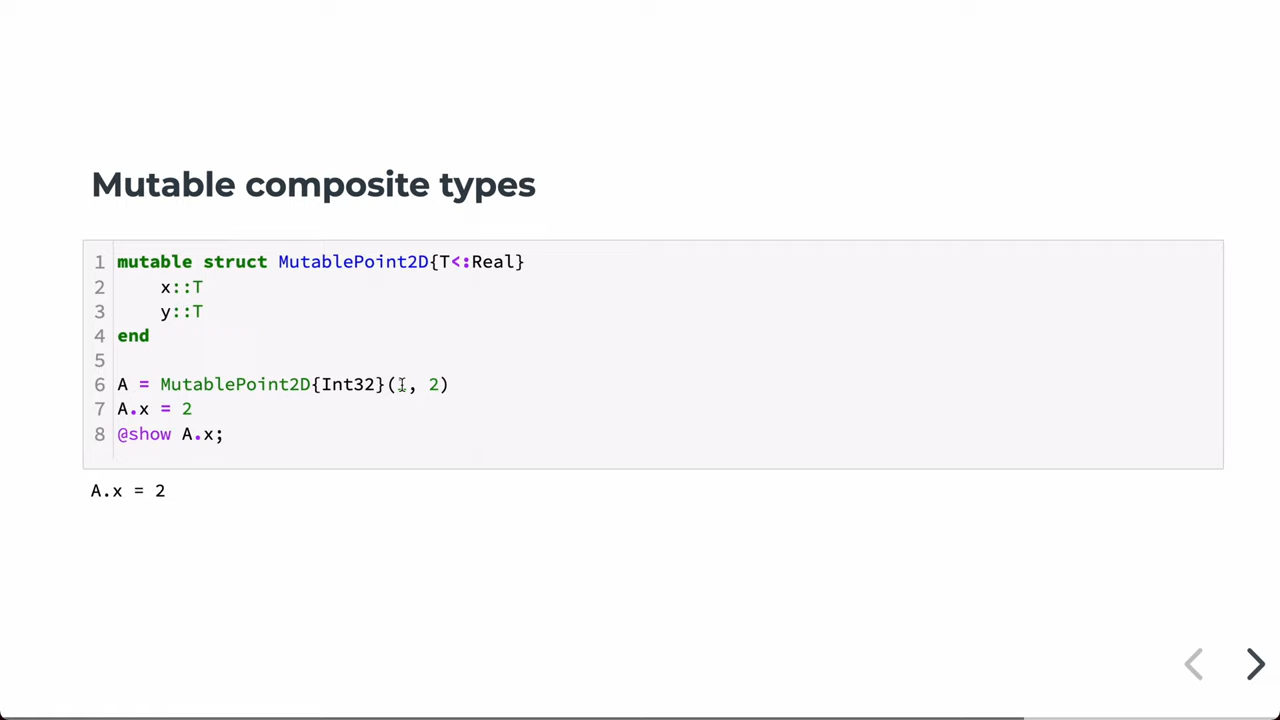 Mutable composite types
1 mutable struct MutablePoint2D{T<:Real}
2     x::T
3     y::T
4 end
5
6 A = MutablePoint2D{Int32}(, 2)
7 A.x = 2
8 @show A.x;
A.x = 2